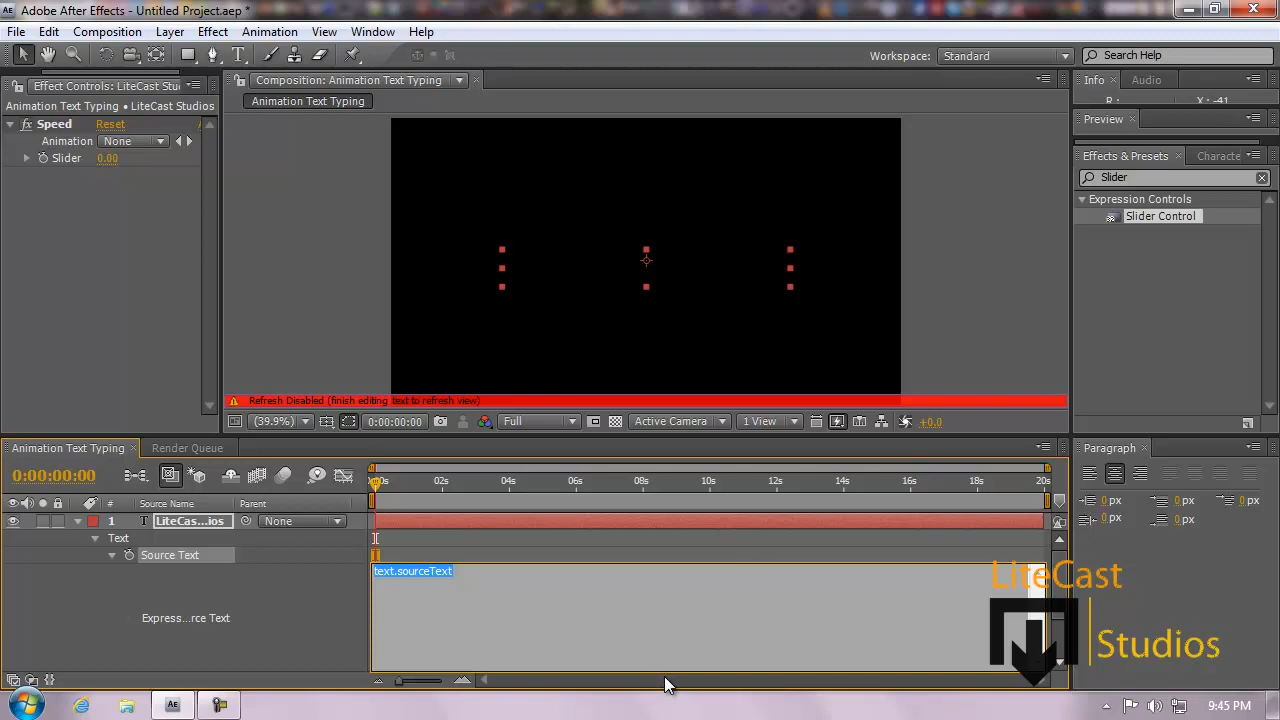 Adobe After Effects - Untitled Project.aep *
File Edit Composition Layer Effect Animation View Window Help
Workspace: Standard Search Help
Effect Controls: LiteCast Stu
Composition: Animation Text Typing
Info Audio
Animation Text Typing • LiteCast Studios
Animation Text Typing
R : X : -41
fx Speed Reset
Preview
Animation None
Slider 0.00
Effects & Presets Characte
Slider
Expression Controls
Slider Control
Refresh Disabled (finish editing text to refresh view)
(39.9%) 0:00:00:00 Full Active Camera 1 View +0.0
Animation Text Typing Render Queue
Paragraph
0:00:00:00
0s 02s 04s 06s 08s 10s 12s 14s 16s 18s 20s
# Source Name Parent
0 px 0 px 0 px
0 px 0 px
1 T LiteCas...ios None
Text
Source Text
text.sourceText
LiteCast
Express...rce Text
Studios
9:45 PM